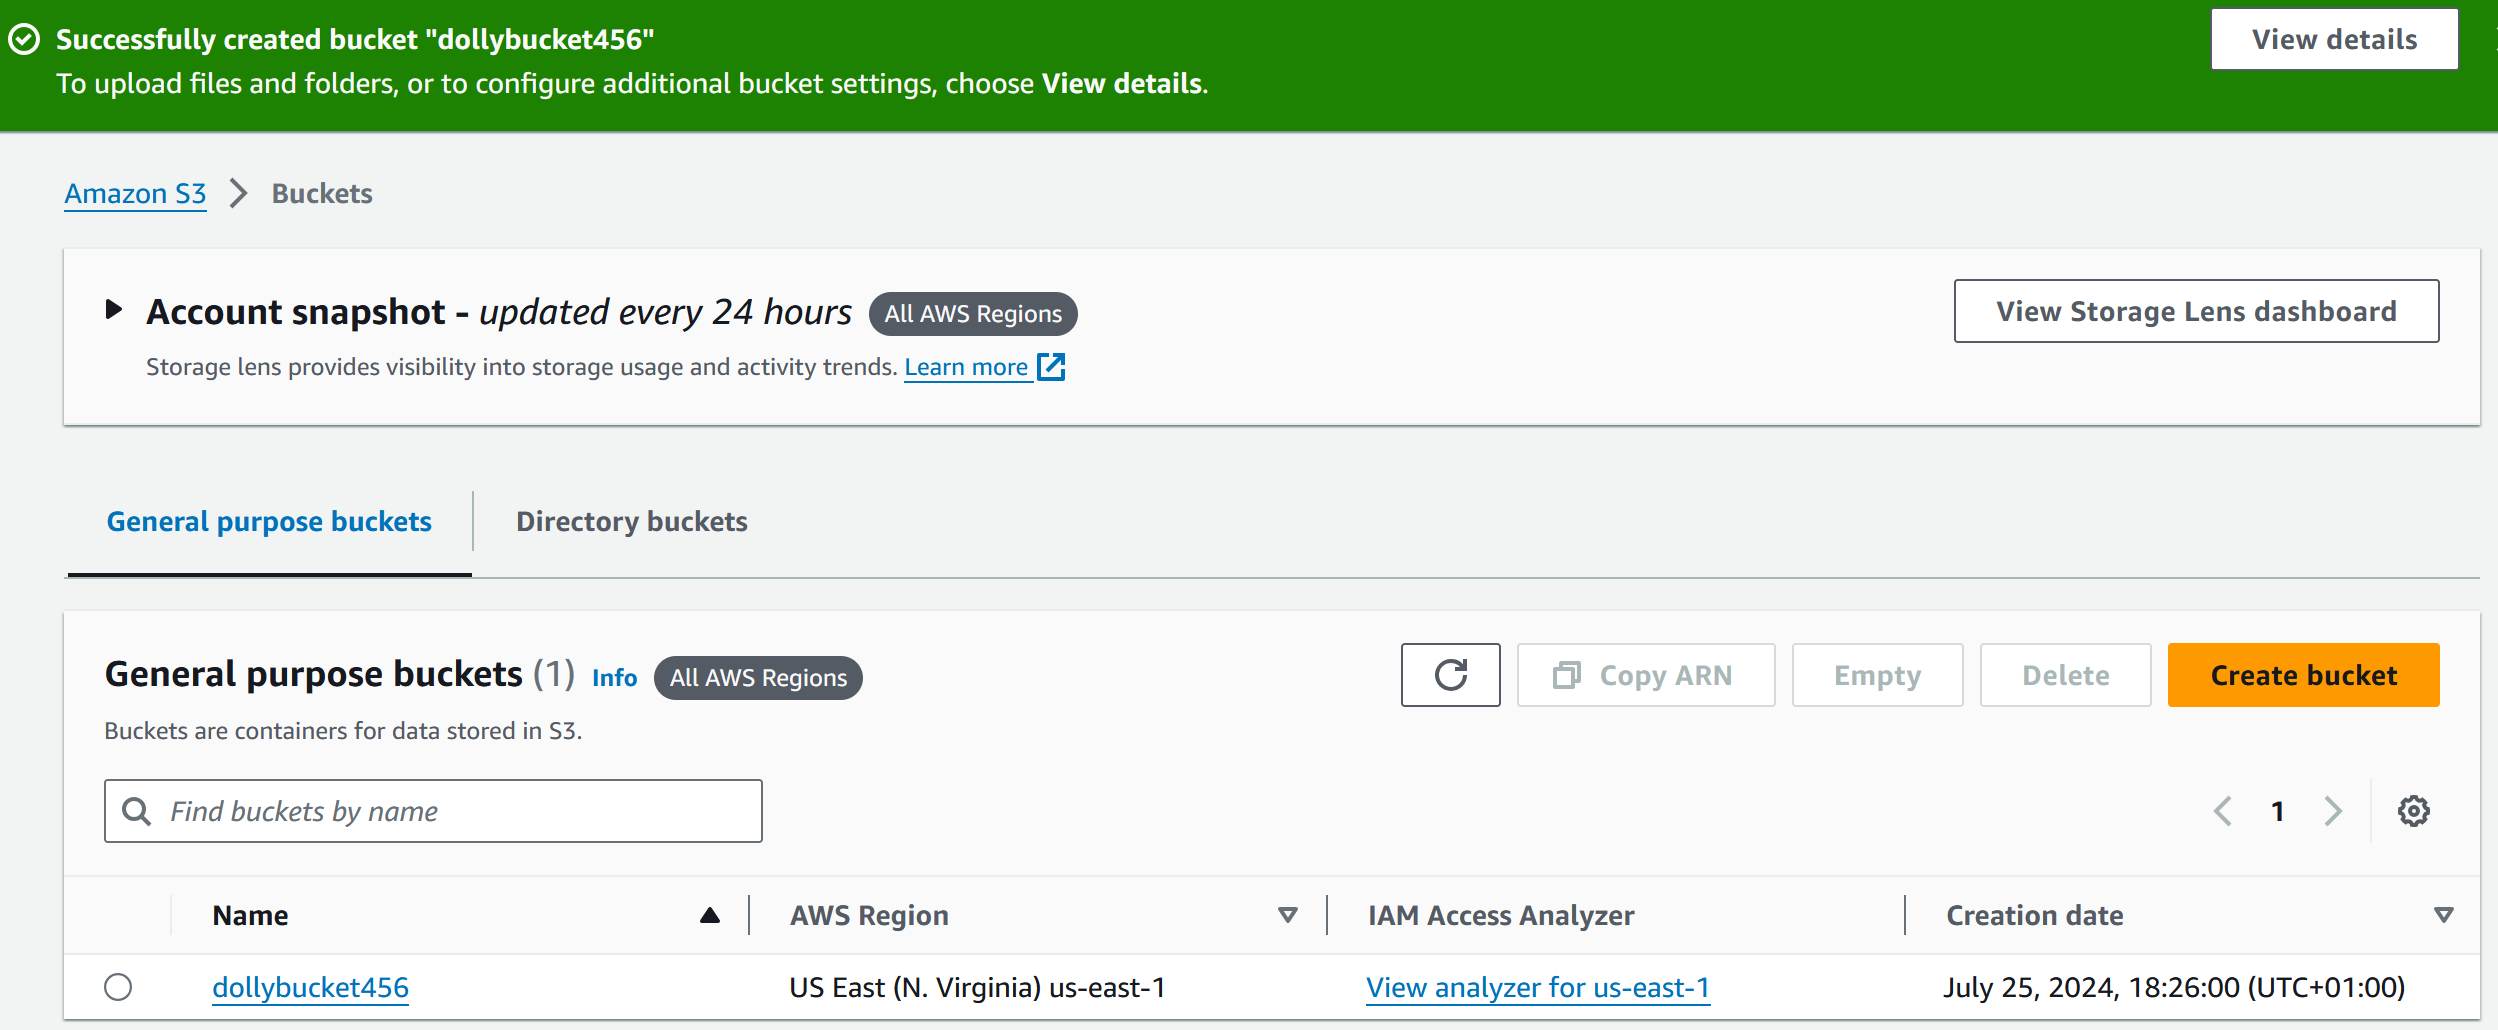 Successfully created bucket "dollybucket456"
View details
To upload files and folders, or to configure additional bucket settings, choose View details.
Amazon S3 > Buckets
Account snapshot - updated every 24 hours All AWS Regions
View Storage Lens dashboard
Storage lens provides visibility into storage usage and activity trends. Learn more
General purpose buckets Directory buckets
General purpose buckets (1) Info All AWS Regions
Copy ARN Empty Delete Create bucket
Buckets are containers for data stored in S3.
Find buckets by name
1
Name AWS Region IAM Access Analyzer Creation date
dollybucket456 US East (N. Virginia) us-east-1 View analyzer for us-east-1 July 25, 2024, 18:26:00 (UTC+01:00)